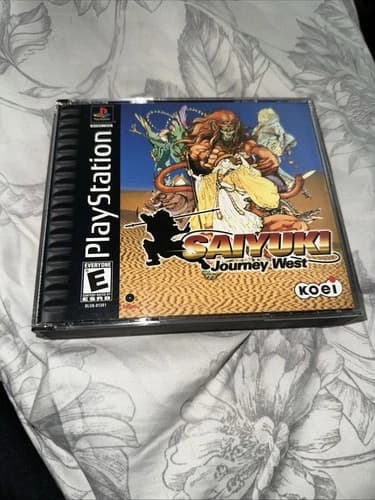 PlayStation
SAIYUKI
Journey West
KOEI
EVERYONE
E
ESRB